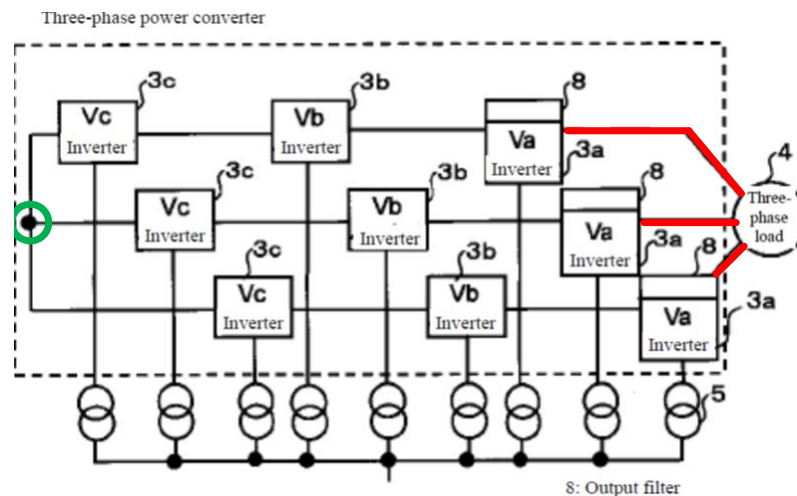 Three-phase power converter
3c
Vc
Inverter
3b
Vb
Inverter
8
Va
Inverter
3a
3c
Vc
Inverter
3b
Vb
Inverter
8
Va
Inverter
3a
4
Three-
phase
load
3c
Vc
Inverter
3b
Vb
Inverter
8
Va
Inverter
3a
5
8: Output filter